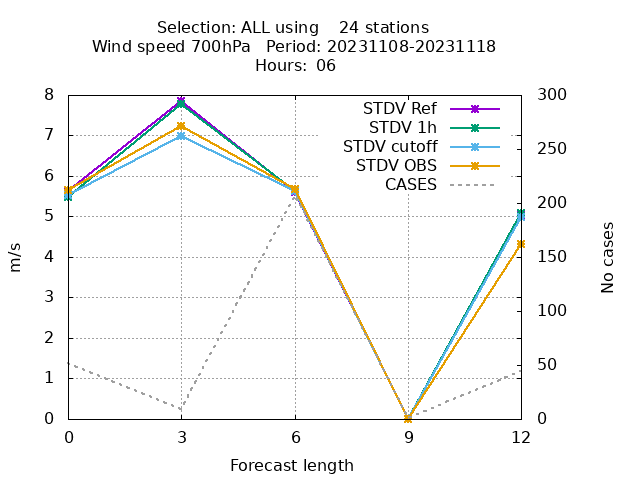 Selection: ALL using    24 stations
Wind speed 700hPa   Period: 20231108-20231118
Hours: 06
STDV Ref
STDV 1h
STDV cutoff
STDV OBS
CASES
m/s
8
7
6
5
4
3
2
1
0
No cases
300
250
200
150
100
50
0
0 3 6 9 12
Forecast length